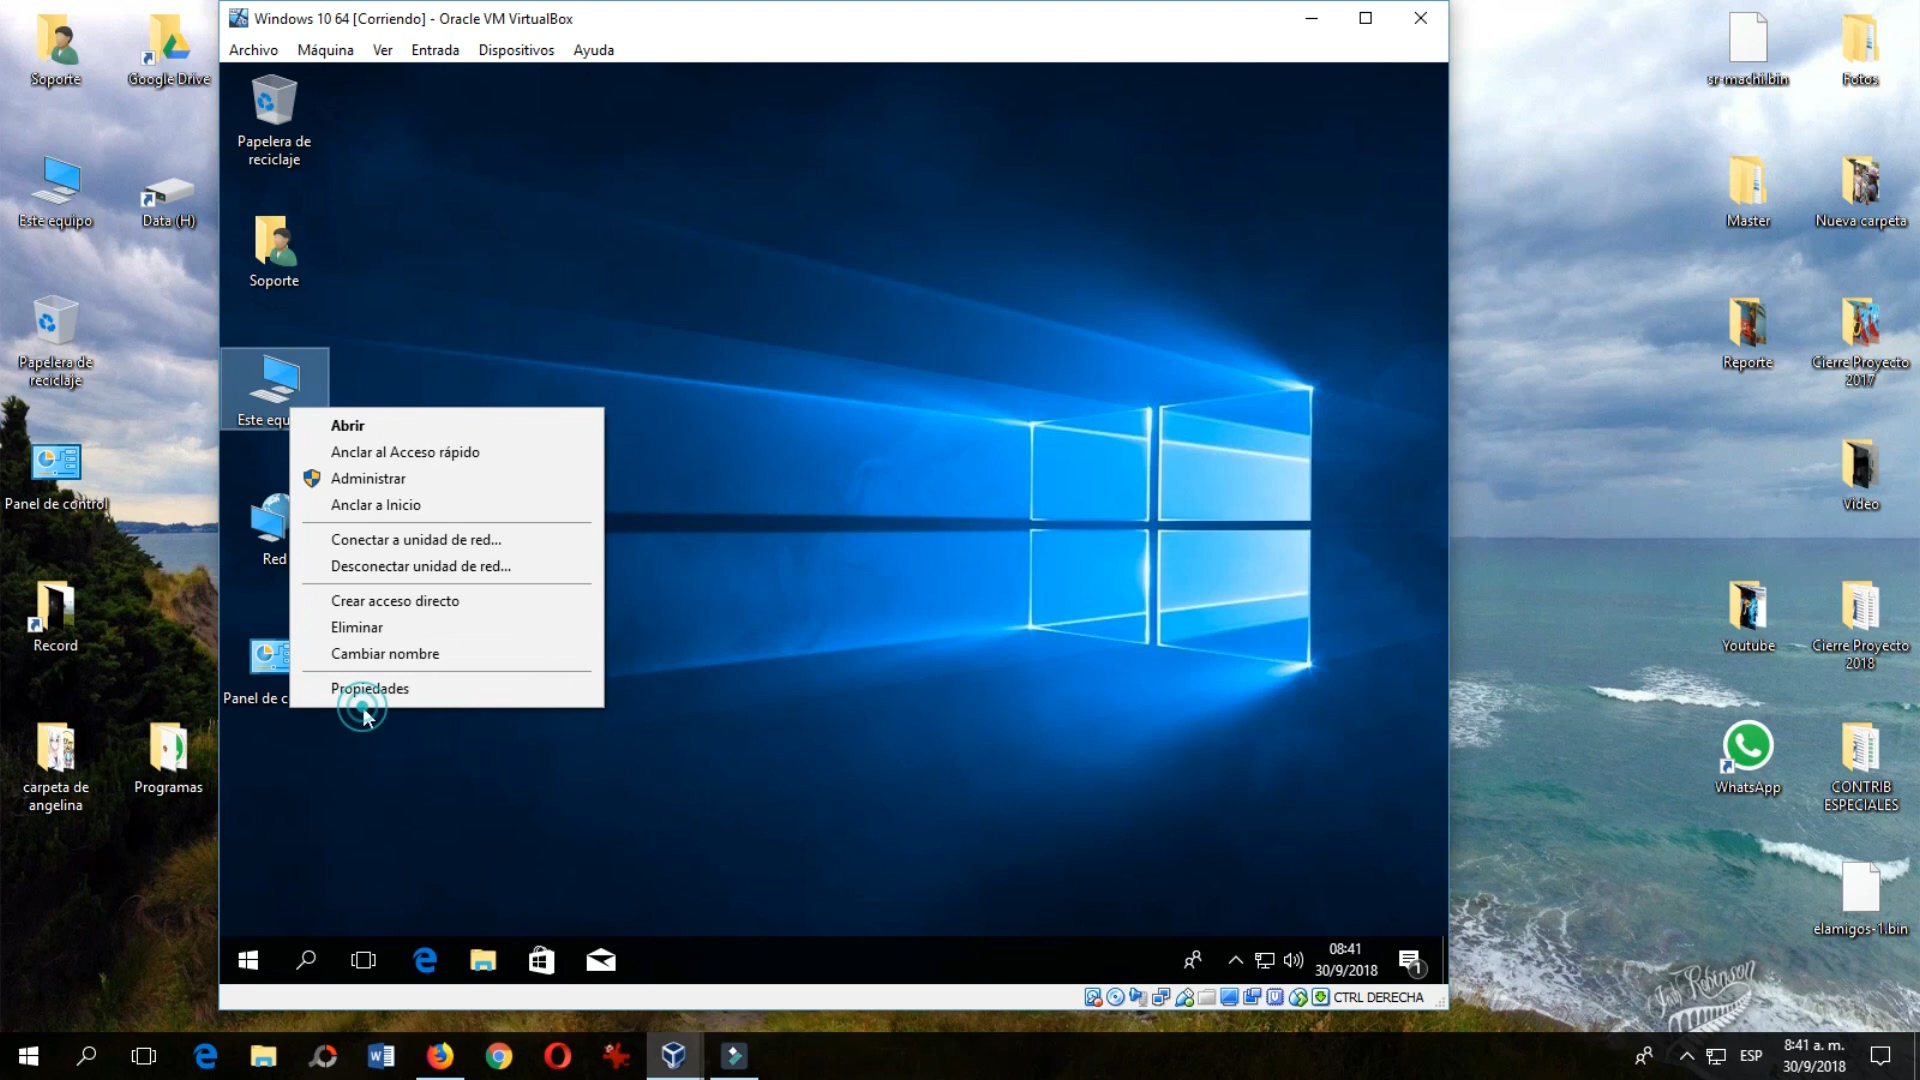 Windows 10 64 [Corriendo] - Oracle VM VirtualBox
Archivo Máquina Ver Entrada Dispositivos Ayuda
Soporte
Google Drive
Este equipo
Data (H)
Papelera de
reciclaje
Panel de control
Record
carpeta de
angelina
Programas
Papelera de
reciclaje
Soporte
Este equ
Red
Panel de c
Abrir
Anclar al Acceso rápido
Administrar
Anclar a Inicio
Conectar a unidad de red...
Desconectar unidad de red...
Crear acceso directo
Eliminar
Cambiar nombre
Propiedades
08:41
30/9/2018
1
CTRL DERECHA
sr-machi.bin
Fotos
Master
Nueva carpeta
Reporte
Cierre Proyecto
2017
Video
Youtube
Cierre Proyecto
2018
WhatsApp
CONTRIB
ESPECIALES
elamigos-1.bin
Robinson
ESP
8:41 a. m.
30/9/2018